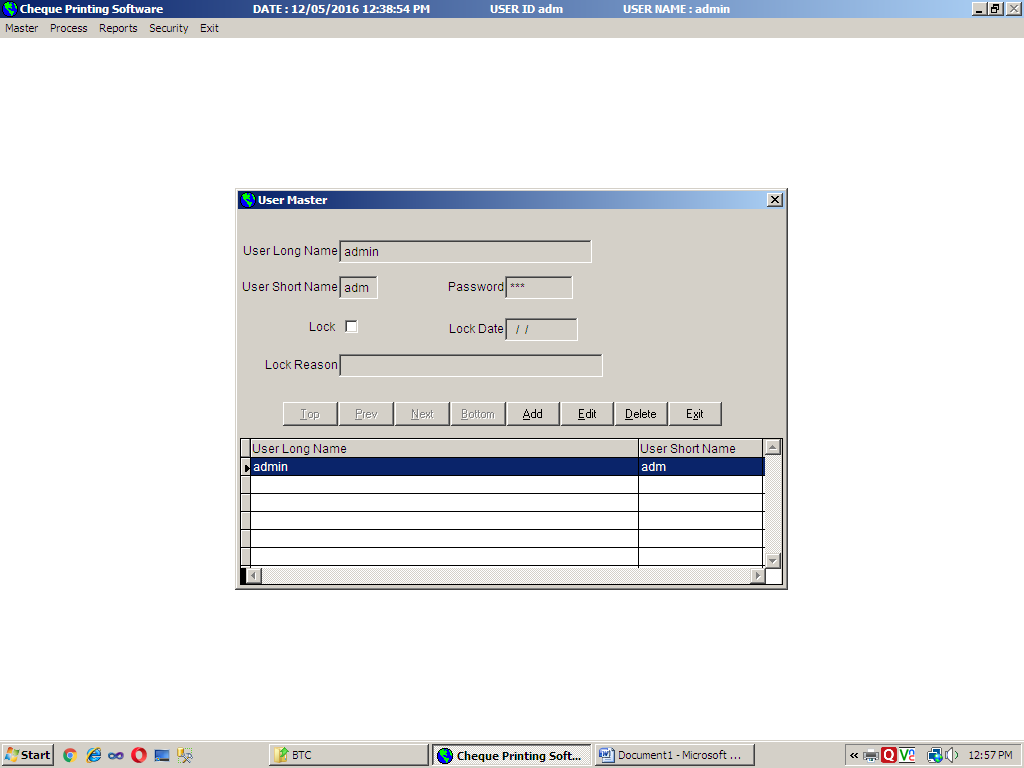 Cheque Printing Software DATE : 12/05/2016 12:38:54 PM USER ID adm USER NAME : admin
Master Process Reports Security Exit
User Master
User Long Name admin
User Short Name adm Password ***
Lock Lock Date / /
Lock Reason
Top Prev Next Bottom Add Edit Delete Exit
User Long Name User Short Name
admin adm
Start BTC Cheque Printing Soft... Document1 - Microsoft ... « 12:57 PM